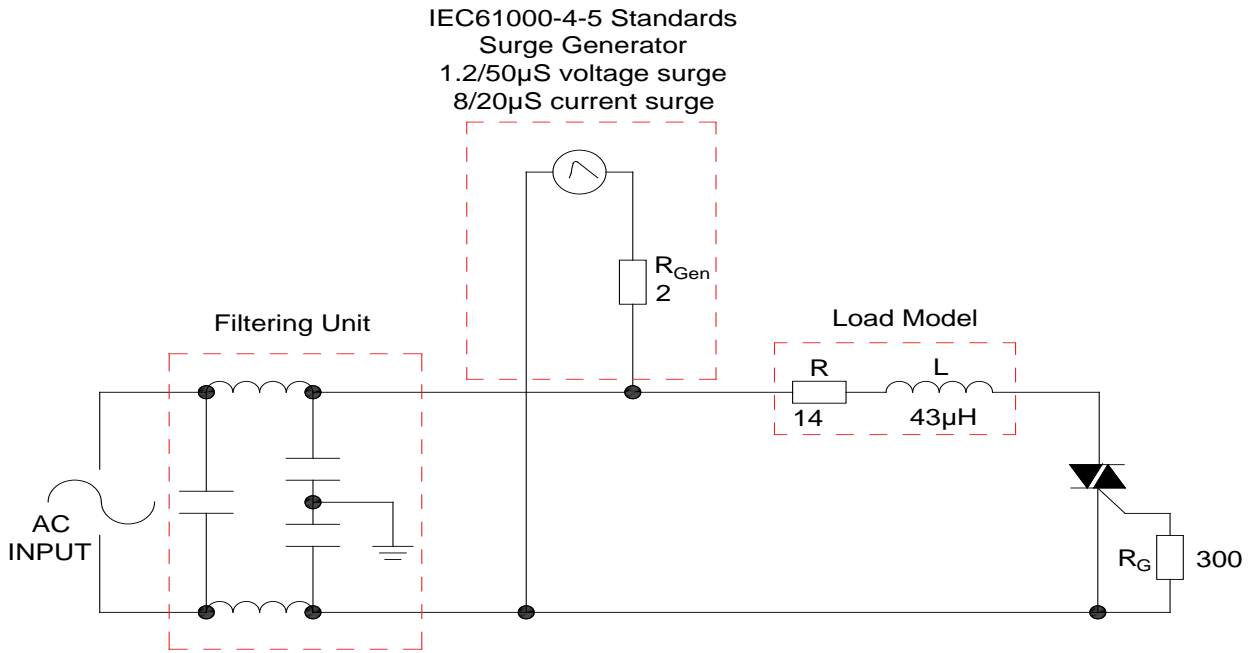 IEC61000-4-5 Standards
Surge Generator
1.2/50µS voltage surge
8/20µS current surge
RGen
2
Filtering Unit
Load Model
R
L
14
43µH
AC
INPUT
RG
300